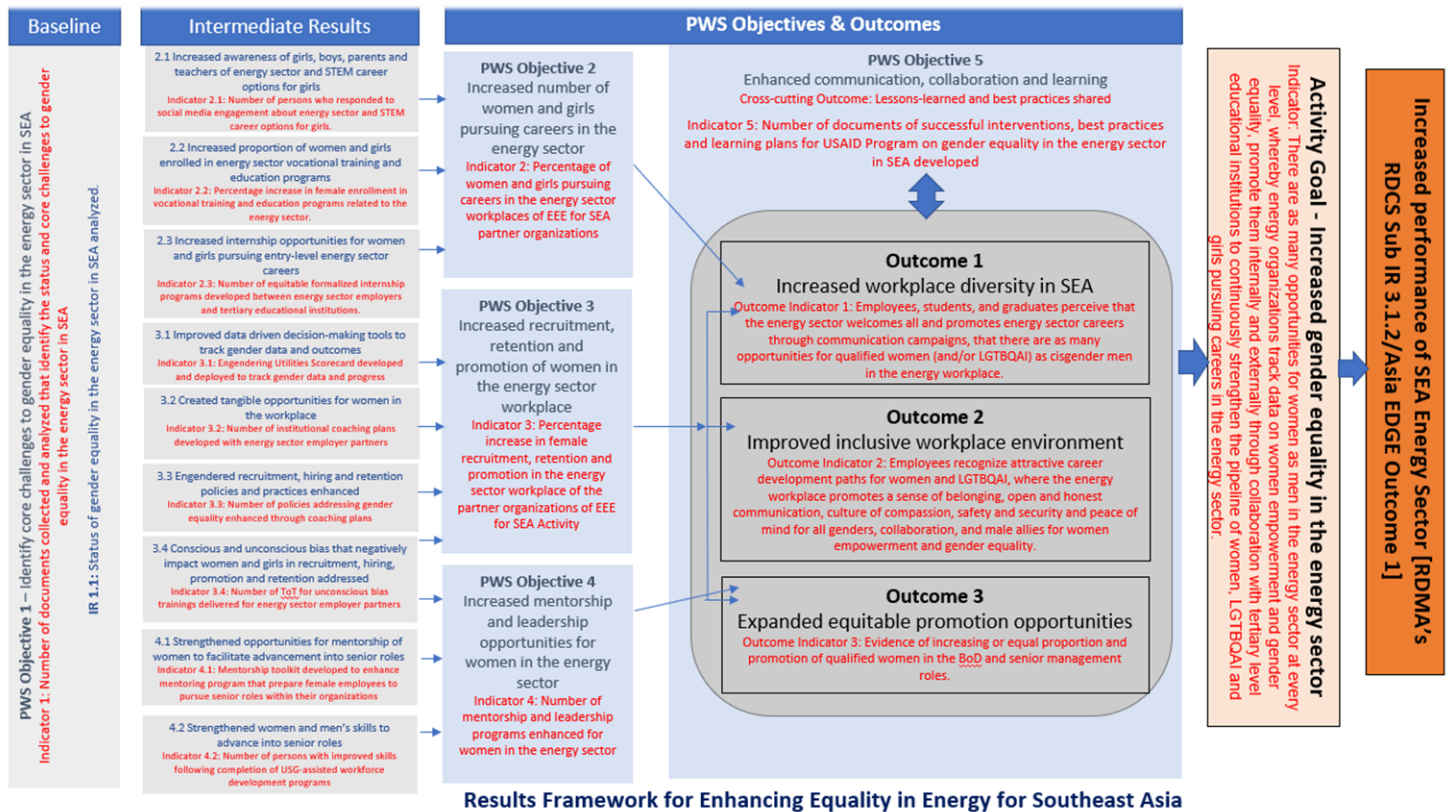 Baseline
PWS Objective 1 – Identify core challenges to gender equality in the energy sector in SEA
Indicator 1: Number of documents collected and analyzed that identify the status and core challenges to gender
equality in the energy sector in SEA
IR 1.1: Status of gender equality in the energy sector in SEA analyzed.
Intermediate Results
2.1 Increased awareness of girls, boys, parents and
teachers of energy sector and STEM career
options for girls
Indicator 2.1: Number of persons who responded to
social media engagement about energy sector and STEM
career options for girls.
2.2 Increased proportion of women and girls
enrolled in energy sector vocational training and
education programs
Indicator 2.2: Percentage increase in female enrollment in
vocational training and education programs related to the
energy sector.
2.3 Increased internship opportunities for women
and girls pursuing entry-level energy sector
careers
Indicator 2.3: Number of equitable formalized internship
programs developed between energy sector employers
and tertiary educational institutions.
3.1 Improved data driven decision-making tools to
track gender data and outcomes
Indicator 3.1: Engendering Utilities Scorecard developed
and deployed to track gender data and progress
3.2 Created tangible opportunities for women in
the workplace
Indicator 3.2: Number of institutional coaching plans
developed with energy sector employer partners
3.3 Engendered recruitment, hiring and retention
policies and practices enhanced
Indicator 3.3: Number of policies addressing gender
equality enhanced through coaching plans
3.4 Conscious and unconscious bias that negatively
impact women and girls in recruitment, hiring,
promotion and retention addressed
Indicator 3.4: Number of ToT for unconscious bias
trainings delivered for energy sector employer partners
4.1 Strengthened opportunities for mentorship of
women to facilitate advancement into senior roles
Indicator 4.1: Mentorship toolkit developed to enhance
mentoring program that prepare female employees to
pursue senior roles within their organizations
4.2 Strengthened women and men's skills to
advance into senior roles
Indicator 4.2: Number of persons with improved skills
following completion of USG-assisted workforce
development programs
PWS Objectives & Outcomes
PWS Objective 2
Increased number of
women and girls
pursuing careers in the
energy sector
Indicator 2: Percentage of
women and girls pursuing
careers in the energy sector
workplaces of EEE for SEA
partner organizations
PWS Objective 3
Increased recruitment,
retention and
promotion of women in
the energy sector
workplace
Indicator 3: Percentage
increase in female
recruitment, retention and
promotion in the energy
sector workplace of the
partner organizations of EEE
for SEA Activity
PWS Objective 4
Increased mentorship
and leadership
opportunities for
women in the energy
sector
Indicator 4: Number of
mentorship and leadership
programs enhanced for
women in the energy sector
PWS Objective 5
Enhanced communication, collaboration and learning
Cross-cutting Outcome: Lessons-learned and best practices shared
Indicator 5: Number of documents of successful interventions, best practices
and learning plans for USAID Program on gender equality in the energy sector
in SEA developed
Outcome 1
Increased workplace diversity in SEA
Outcome Indicator 1: Employees, students, and graduates perceive that
the energy sector welcomes all and promotes energy sector careers
through communication campaigns, that there are as many
opportunities for qualified women (and/or LGTBQAI) as cisgender men
in the energy workplace.
Outcome 2
Improved inclusive workplace environment
Outcome Indicator 2: Employees recognize attractive career
development paths for women and LGTBQAI, where the energy
workplace promotes a sense of belonging, open and honest
communication, culture of compassion, safety and security and peace of
mind for all genders, collaboration, and male allies for women
empowerment and gender equality.
Outcome 3
Expanded equitable promotion opportunities
Outcome Indicator 3: Evidence of increasing or equal proportion and
promotion of qualified women in the BoD and senior management
roles.
Activity Goal - Increased gender equality in the energy sector
Indicator: There are as many opportunities for women as men in the energy sector at every
level, whereby energy organizations track data on women empowerment and gender
equality, promote them internally and externally through collaboration with tertiary level
educational institutions to continuously strengthen the pipeline of women, LGTBQAI and
girls pursuing careers in the energy sector.
Increased performance of SEA Energy Sector [RDMA's
RDCS Sub IR 3.1.2/Asia EDGE Outcome 1]
Results Framework for Enhancing Equality in Energy for Southeast Asia